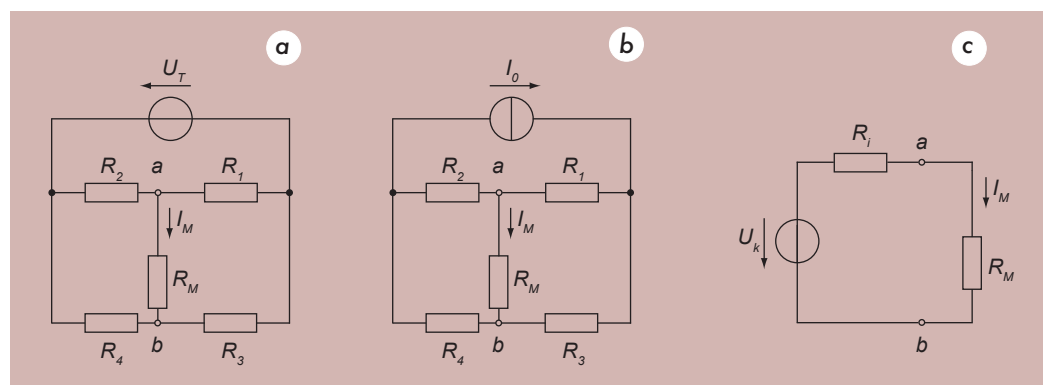 a
U_T
R_2 a R_1
I_M
R_M
R_4 b R_3
b
I_0
R_2 a R_1
I_M
R_M
R_4 b R_3
c
R_i a
I_M
U_k
R_M
b